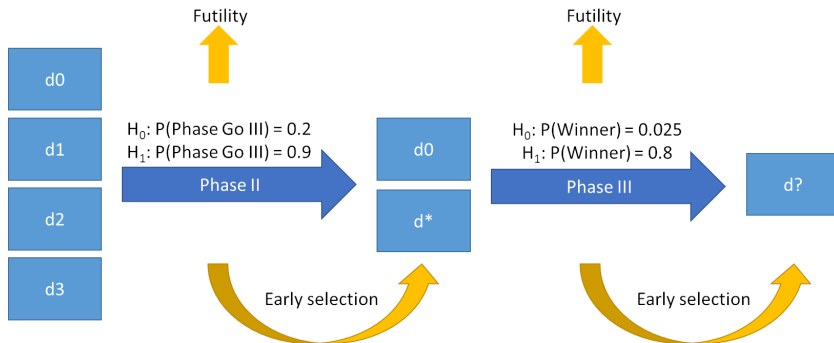 Futility
Futility
d0
d1
d2
d3
H₀: P(Phase Go III) = 0.2
H₁: P(Phase Go III) = 0.9
Phase II
d0
d*
H₀: P(Winner) = 0.025
H₁: P(Winner) = 0.8
Phase III
d?
Early selection
Early selection